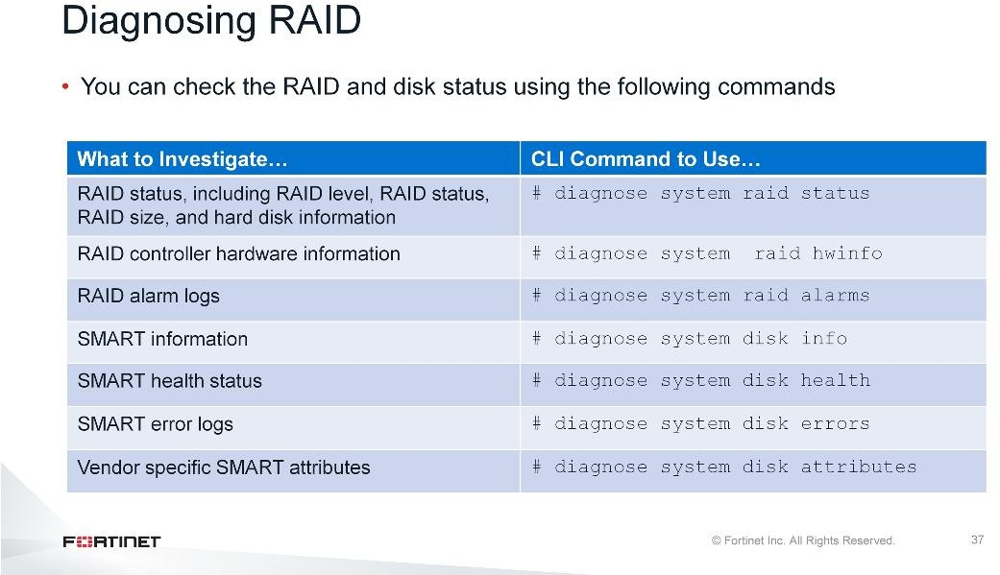 Diagnosing RAID
• You can check the RAID and disk status using the following commands
What to Investigate…
CLI Command to Use…
RAID status, including RAID level, RAID status,
RAID size, and hard disk information
# diagnose system raid status
RAID controller hardware information
# diagnose system  raid hwinfo
RAID alarm logs
# diagnose system raid alarms
SMART information
# diagnose system disk info
SMART health status
# diagnose system disk health
SMART error logs
# diagnose system disk errors
Vendor specific SMART attributes
# diagnose system disk attributes
FORTINET
© Fortinet Inc. All Rights Reserved.
37